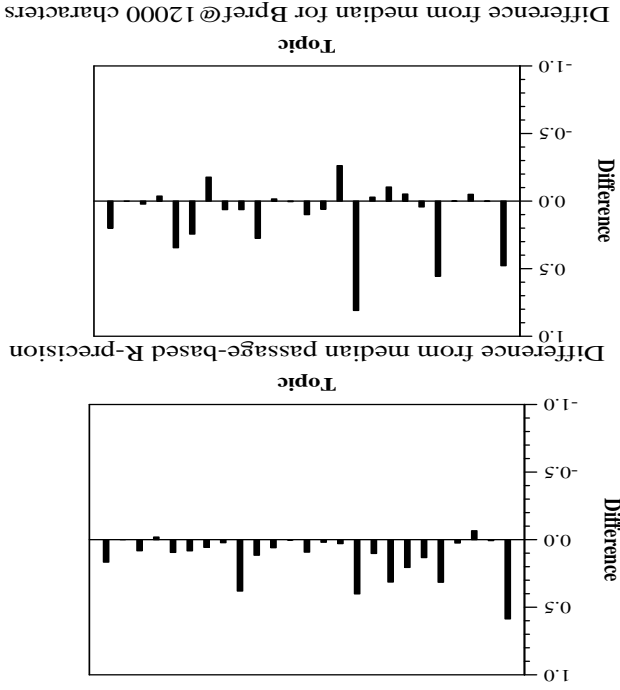 Difference
1.0
0.5
0.0
-0.5
-1.0
Topic
Difference from median passage-based R-precision
Difference
1.0
0.5
0.0
-0.5
-1.0
Topic
Difference from median for Bpref@12000 characters